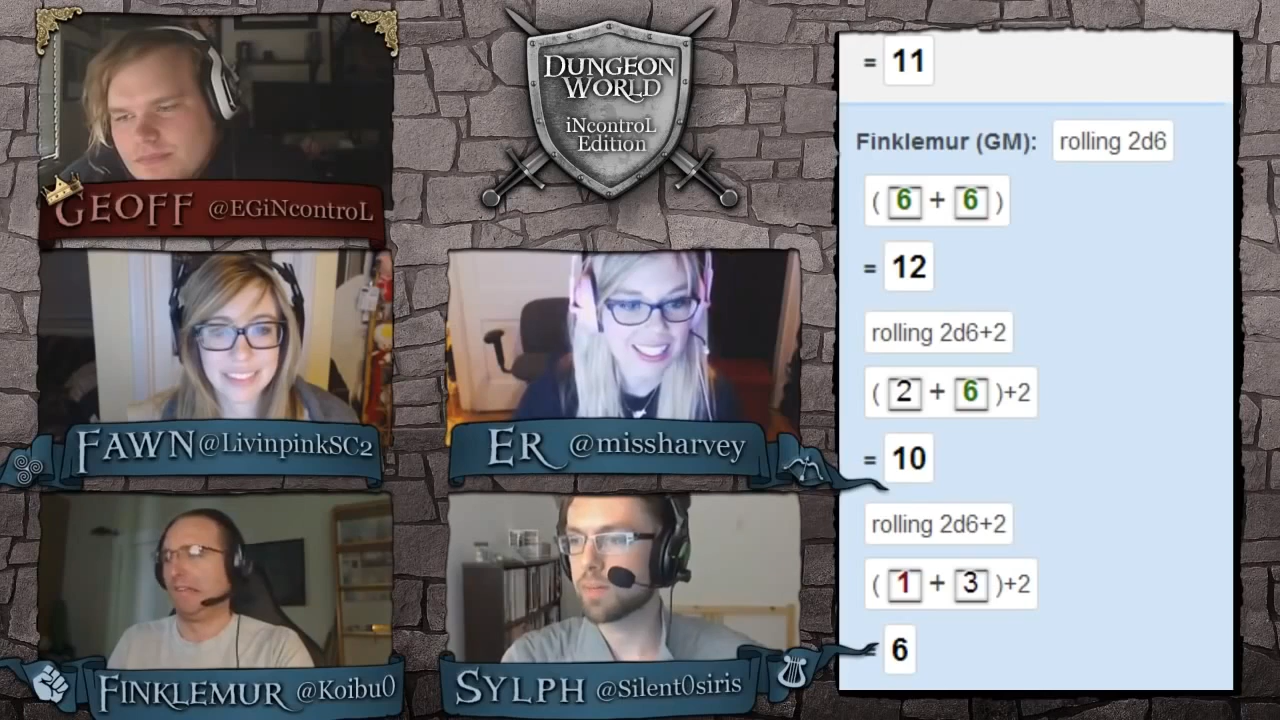 DUNGEON
WORLD
iNcontroL
Edition
GEOFF @EGiNcontroL
FAWN @LivinpinkSC2
ER @missharvey
FINKLEMUR @Koibu0
SYLPH @Silent0siris
= 11
Finklemur (GM): rolling 2d6
( 6 + 6 )
= 12
rolling 2d6+2
( 2 + 6 )+2
= 10
rolling 2d6+2
( 1 + 3 )+2
= 6